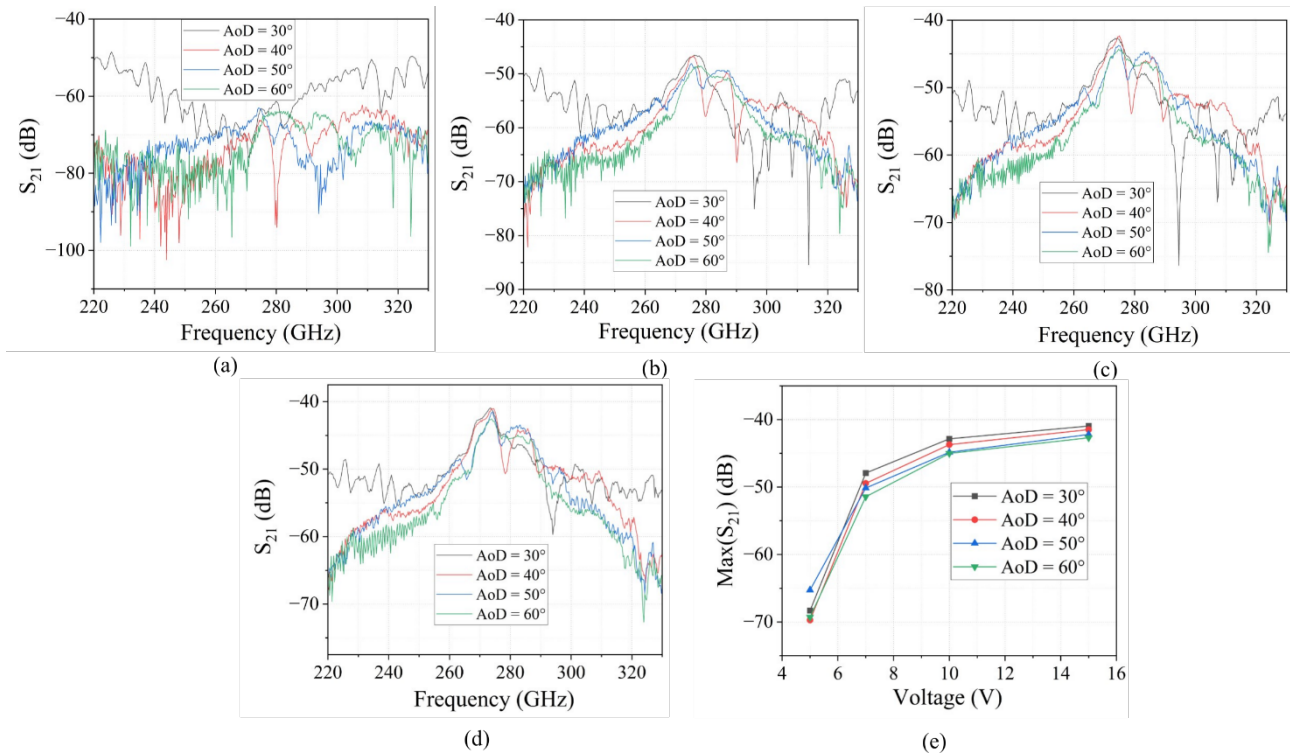 −40
−60
−80
−100
S21 (dB)
AoD = 30°
AoD = 40°
AoD = 50°
AoD = 60°
220 240 260 280 300 320
Frequency (GHz)
(a)
−40
−50
−60
−70
−80
−90
S21 (dB)
AoD = 30°
AoD = 40°
AoD = 50°
AoD = 60°
220 240 260 280 300 320
Frequency (GHz)
(b)
−40
−50
−60
−70
−80
S21 (dB)
AoD = 30°
AoD = 40°
AoD = 50°
AoD = 60°
220 240 260 280 300 320
Frequency (GHz)
(c)
−40
−50
−60
−70
S21 (dB)
AoD = 30°
AoD = 40°
AoD = 50°
AoD = 60°
220 240 260 280 300 320
Frequency (GHz)
(d)
−40
−50
−60
−70
Max(S21) (dB)
AoD = 30°
AoD = 40°
AoD = 50°
AoD = 60°
4 6 8 10 12 14 16
Voltage (V)
(e)